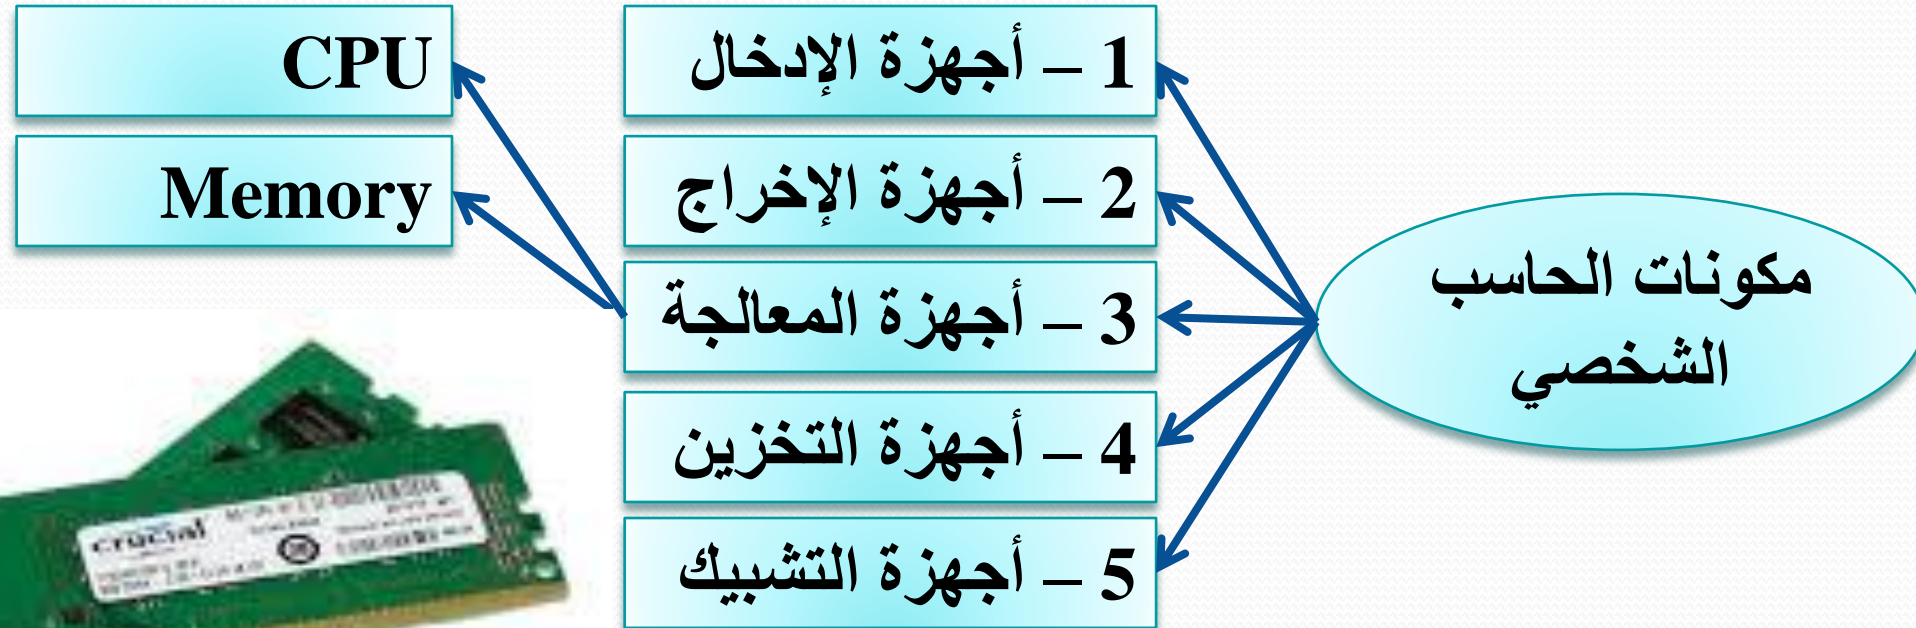 مكونات الحاسب
الشخصي
1 – أجهزة الإدخال
2 – أجهزة الإخراج
3 – أجهزة المعالجة
4 – أجهزة التخزين
5 – أجهزة التشبيك
CPU
Memory
crucial